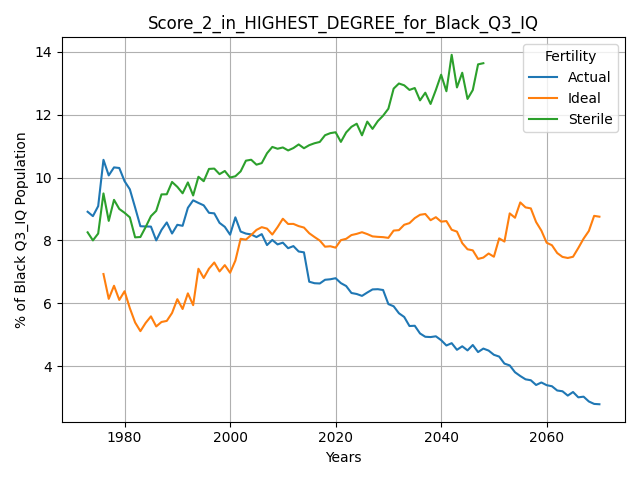 Score_2_in_HIGHEST_DEGREE_for_Black_Q3_IQ
% of Black Q3_IQ Population
14
12
10
8
6
4
Fertility
Actual
Ideal
Sterile
1980
2000
2020
2040
2060
Years